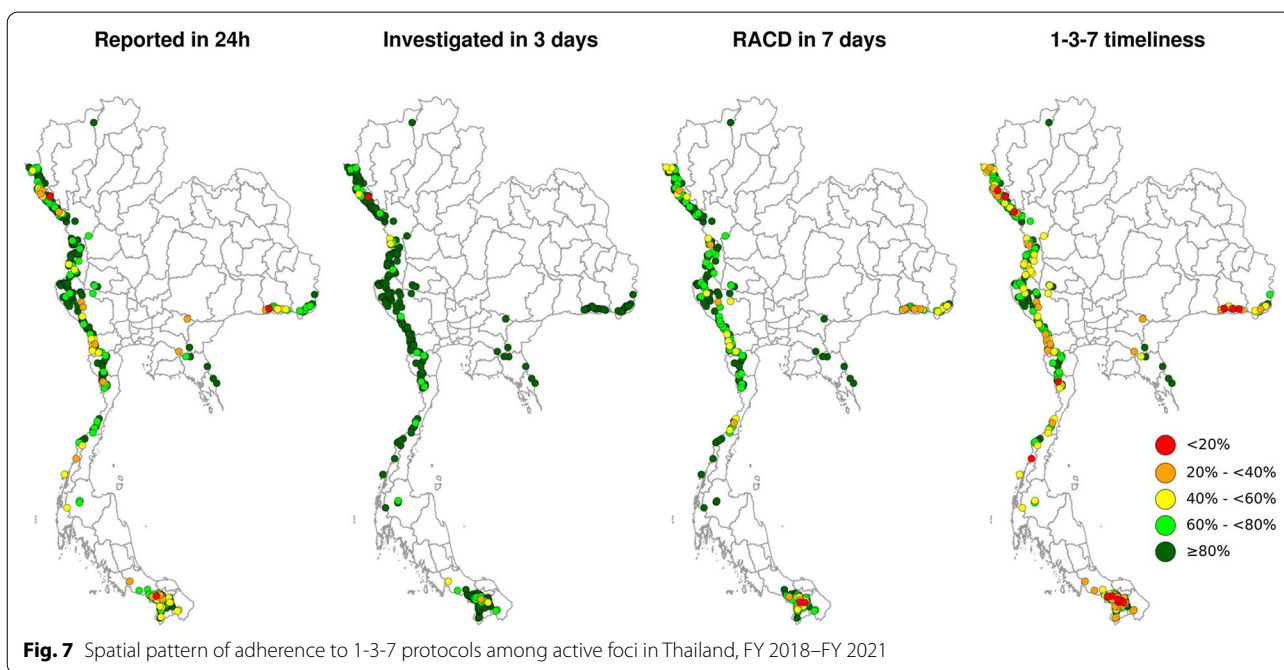 Reported in 24h
Investigated in 3 days
RACD in 7 days
1-3-7 timeliness
<20%
20% - <40%
40% - <60%
60% - <80%
≥80%
Fig. 7 Spatial pattern of adherence to 1-3-7 protocols among active foci in Thailand, FY 2018–FY 2021